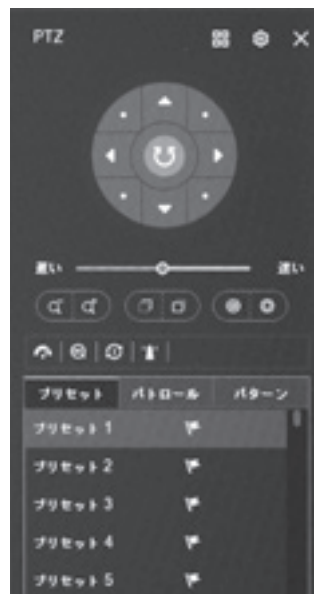 PTZ
遅い 速い
プリセット パトロール パターン
プリセット 1
プリセット 2
プリセット 3
プリセット 4
プリセット 5